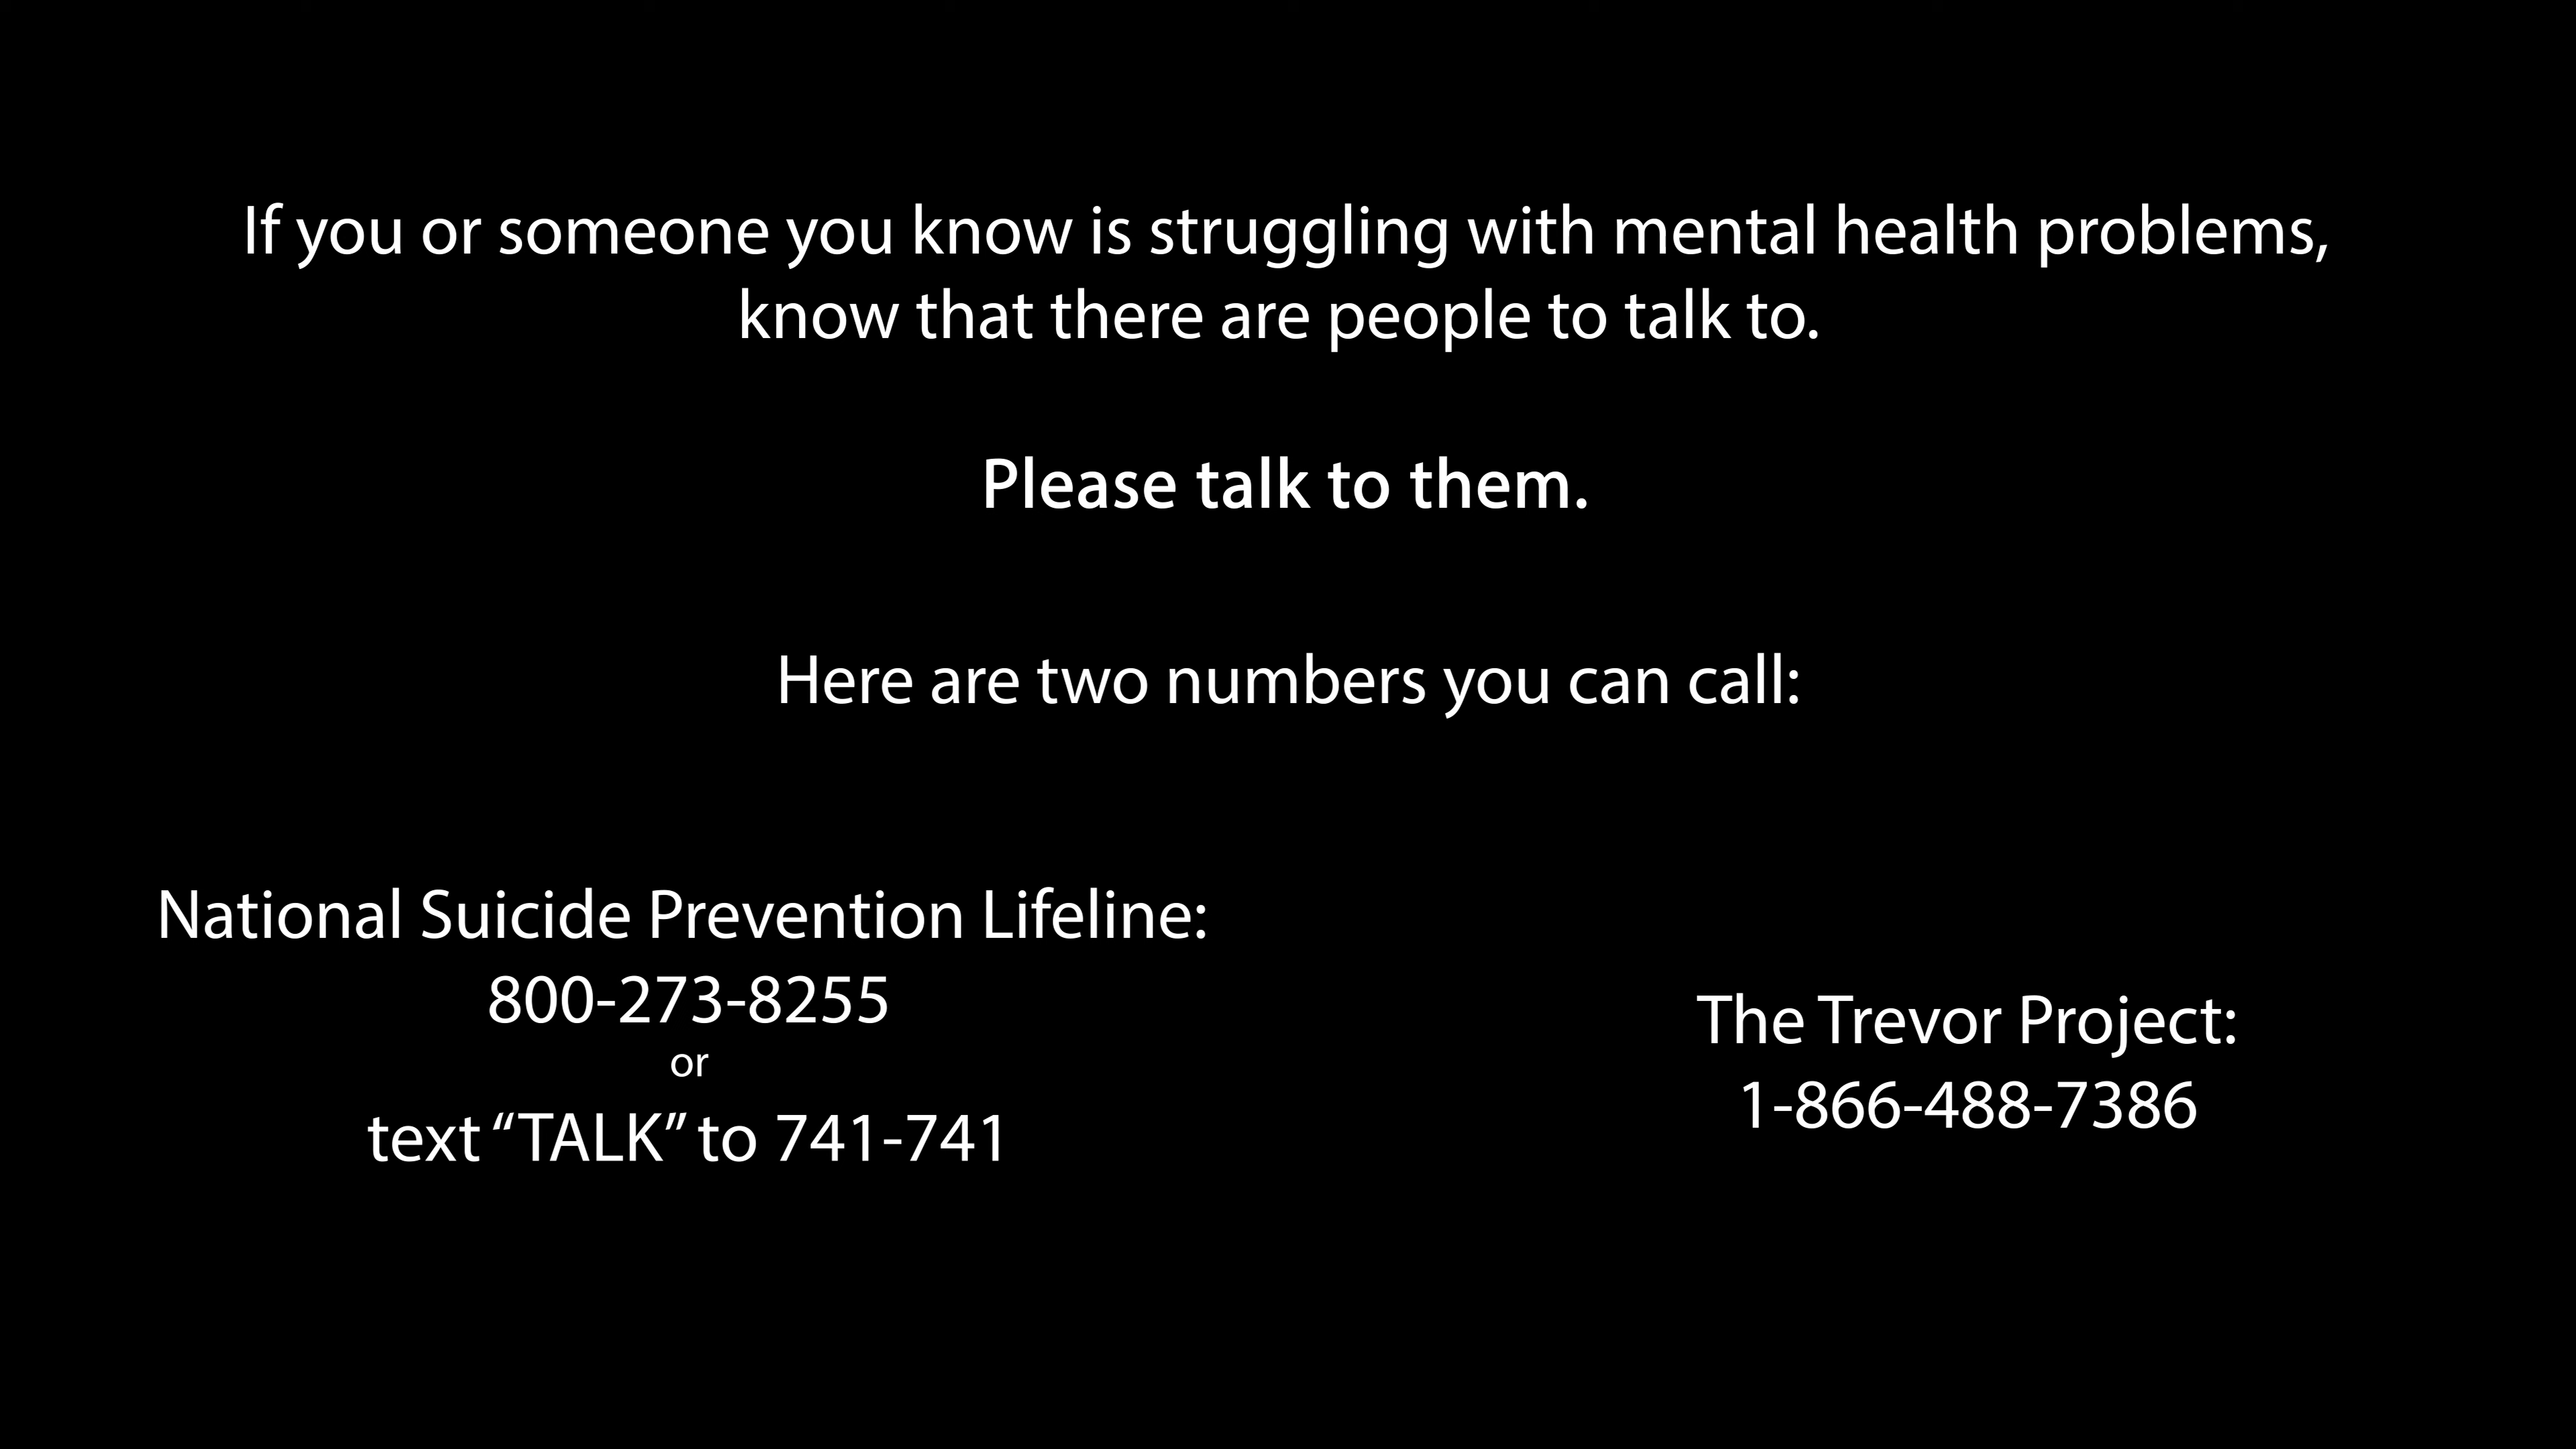 If you or someone you know is struggling with mental health problems,
know that there are people to talk to.
Please talk to them.
Here are two numbers you can call:
National Suicide Prevention Lifeline:
800-273-8255
or
text “TALK” to 741-741
The Trevor Project:
1-866-488-7386